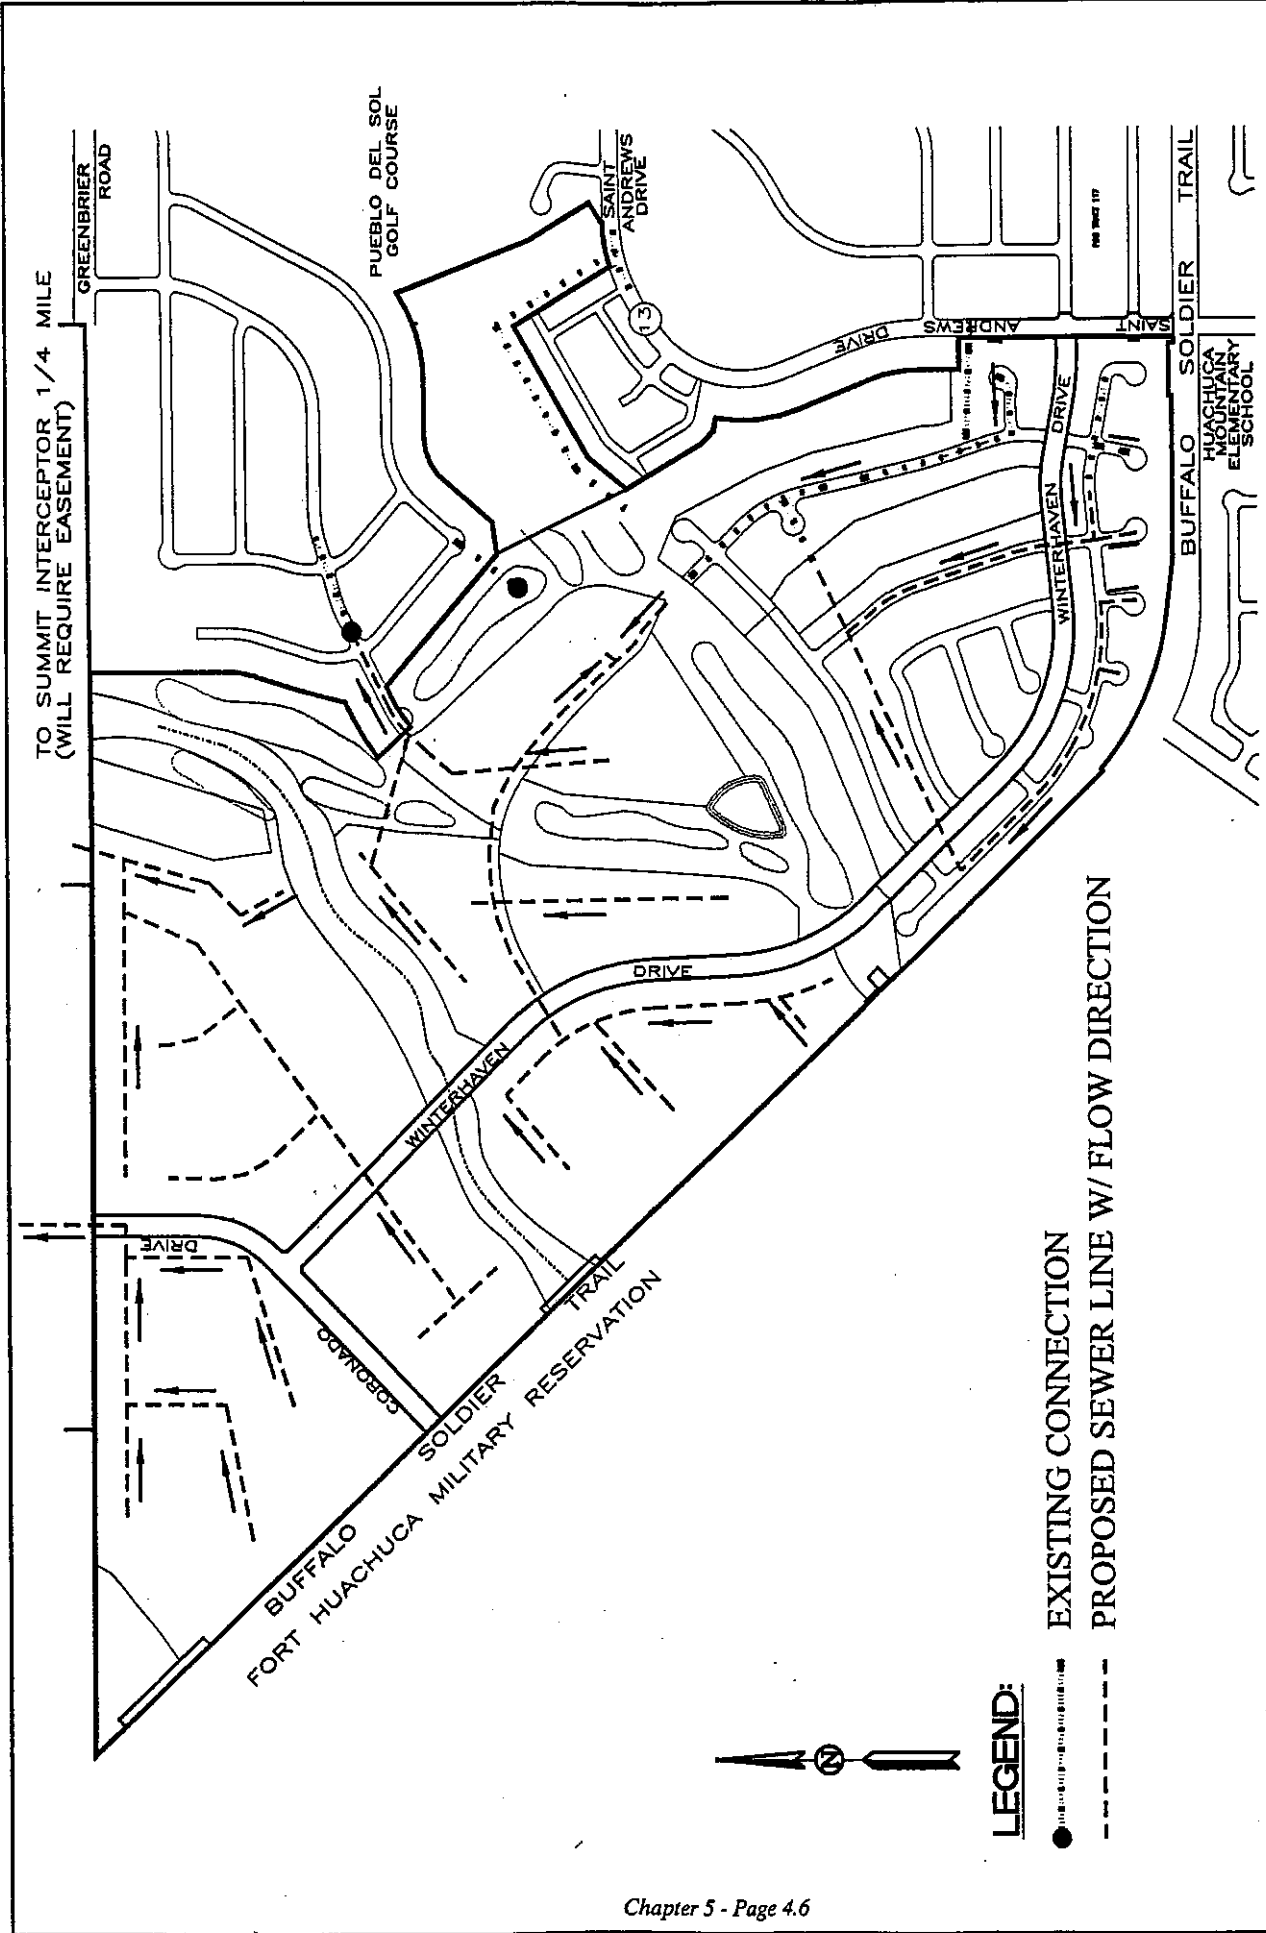 TO SUMMIT INTERCEPTOR 1/4 MILE
(WILL REQUIRE EASEMENT)
GREENBRIER
ROAD
PUEBLO DEL SOL
GOLF COURSE
SAINT
ANDREWS
DRIVE
13
DRIVE
ANDREWS
SAINT
BUFFALO SOLDIER TRAIL
HUACHUCA
MOUNTAIN
ELEMENTARY
SCHOOL
WINTERHAVEN
DRIVE
WINTERHAVEN
DRIVE
CORONADO
DRIVE
BUFFALO SOLDIER TRAIL
FORT HUACHUCA MILITARY RESERVATION
N
LEGEND:
EXISTING CONNECTION
PROPOSED SEWER LINE W/ FLOW DIRECTION
Chapter 5 - Page 4.6